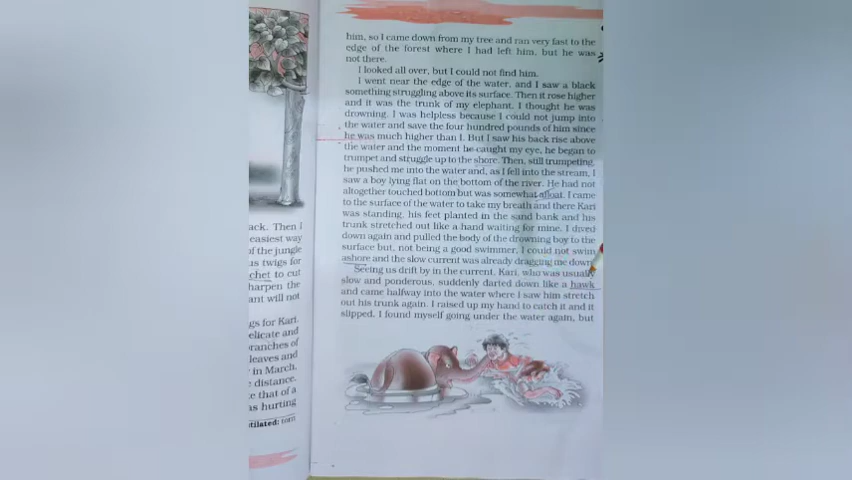 ack. Then I
easiest way
of the jungle
us twigs for
chet to cut
harpen the
ant will not
gs for Kari.
elicate and
ranches of
leaves and
in March,
distance.
e that of a
as hurting
tilated: torn
him, so I came down from my tree and ran very fast to the
edge of the forest where I had left him, but he was
not there.
I looked all over, but I could not find him.
I went near the edge of the water, and I saw a black
something struggling above its surface. Then it rose higher
and it was the trunk of my elephant. I thought he was
drowning. I was helpless because I could not jump into
the water and save the four hundred pounds of him since
he was much higher than I. But I saw his back rise above
the water and the moment he caught my eye, he began to
trumpet and struggle up to the shore. Then, still trumpeting,
he pushed me into the water and, as I fell into the stream, I
saw a boy lying flat on the bottom of the river. He had not
altogether touched bottom but was somewhat afloat. I came
to the surface of the water to take my breath and there Kari
was standing, his feet planted in the sand bank and his
trunk stretched out like a hand waiting for mine. I dived
down again and pulled the body of the drowning boy to the
surface but, not being a good swimmer, I could not swim
ashore and the slow current was already dragging me down.
Seeing us drift by in the current, Kari, who was usually
slow and ponderous, suddenly darted down like a hawk
and came halfway into the water where I saw him stretch
out his trunk again. I raised up my hand to catch it and it
slipped. I found myself going under the water again, but